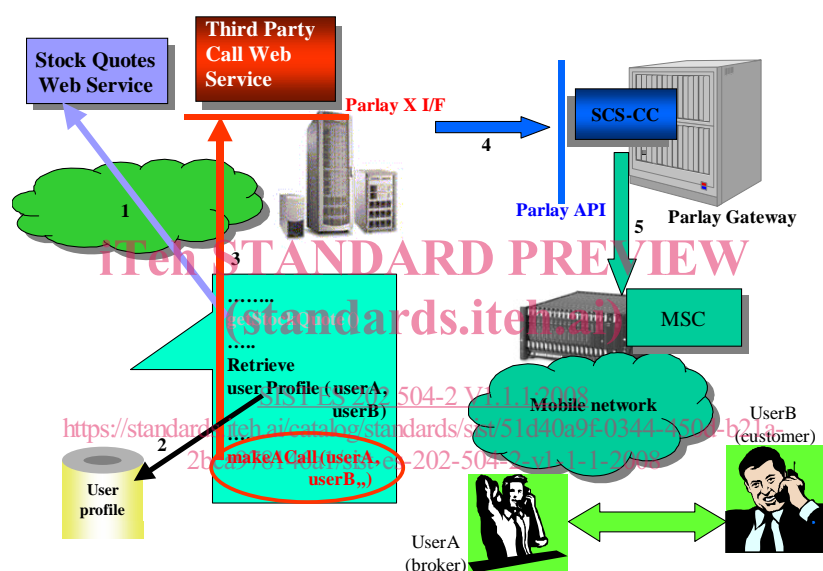 Stock Quotes
Web Service
Third Party
Call Web
Service
Parlay X I/F
4
SCS-CC
Parlay API
Parlay Gateway
1
3
5
iTeh STANDARD PREVIEW
(standards.iteh.ai)
........
.....
Retrieve
userProfile (userA,
userB)
....
makeACall (userA,
userB,,)
2
User
profile
MSC
Mobile network
SIST ES 202 504-2 V1.1.1:2008
https://standards.iteh.ai/catalog/standards/sist/51d40a9f-0344-450d-b21a-
UserB
(customer)
UserA
(broker)